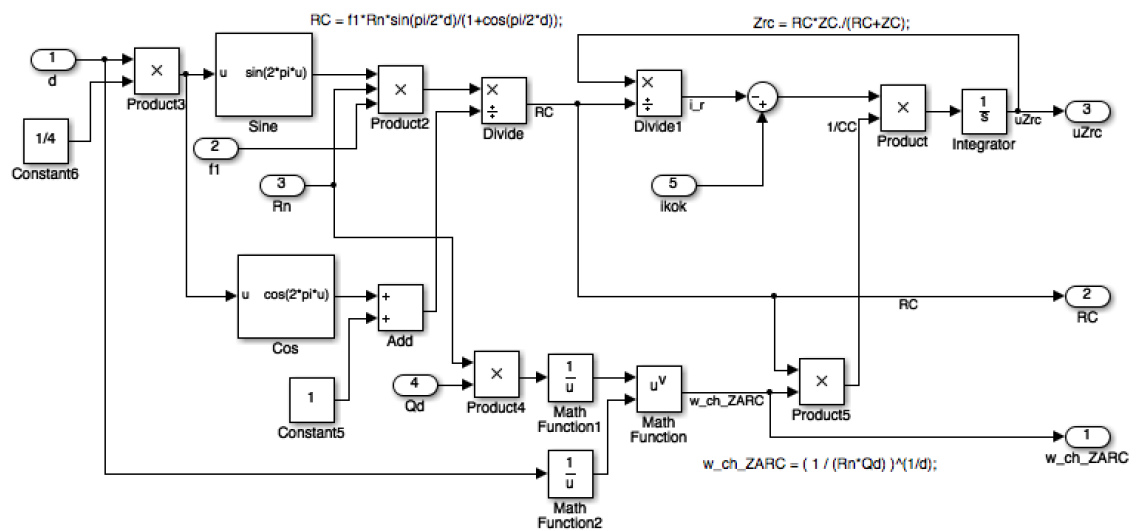 RC = f1*Rn*sin(pi/2*d)/(1+cos(pi/2*d));
Zrc = RC*ZC./(RC+ZC);
1
d
×
Product3
u sin(2*pi*u)
Sine
×
Product2
×
÷
Divide
RC
×
÷
Divide1
i_r
−
+
×
Product
1/CC
1
s
Integrator
uZrc
3
uZrc
1/4
Constant6
2
f1
3
Rn
5
ikok
u cos(2*pi*u)
Cos
+
+
Add
RC
2
RC
1
Constant5
4
Qd
×
Product4
1
u
Math
Function1
u^v
Math
Function
w_ch_ZARC
×
Product5
1
w_ch_ZARC
1
u
Math
Function2
w_ch_ZARC = ( 1 / (Rn*Qd) )^(1/d);